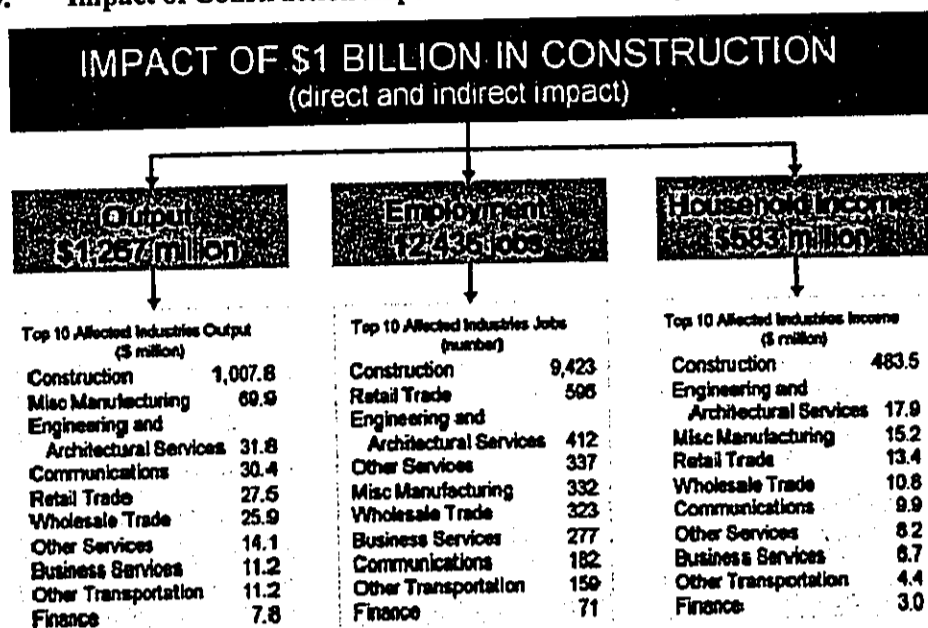 Impact of Construction
IMPACT OF $1 BILLION IN CONSTRUCTION
(direct and indirect impact)
Output
$1,267 million
Employment
12,436 jobs
Household Income
$583 million
Top 10 Affected Industries Output
($ million)
Construction 1,007.8
Misc Manufacturing 69.9
Engineering and
Architectural Services 31.8
Communications 30.4
Retail Trade 27.5
Wholesale Trade 25.9
Other Services 14.1
Business Services 11.2
Other Transportation 11.2
Finance 7.8
Top 10 Affected Industries Jobs
(number)
Construction 9,423
Retail Trade 596
Engineering and
Architectural Services 412
Other Services 337
Misc Manufacturing 332
Wholesale Trade 323
Business Services 277
Communications 182
Other Transportation 159
Finance 71
Top 10 Affected Industries Income
($ million)
Construction 483.5
Engineering and
Architectural Services 17.9
Misc Manufacturing 15.2
Retail Trade 13.4
Wholesale Trade 10.8
Communications 9.9
Other Services 8.2
Business Services 6.7
Other Transportation 4.4
Finance 3.0